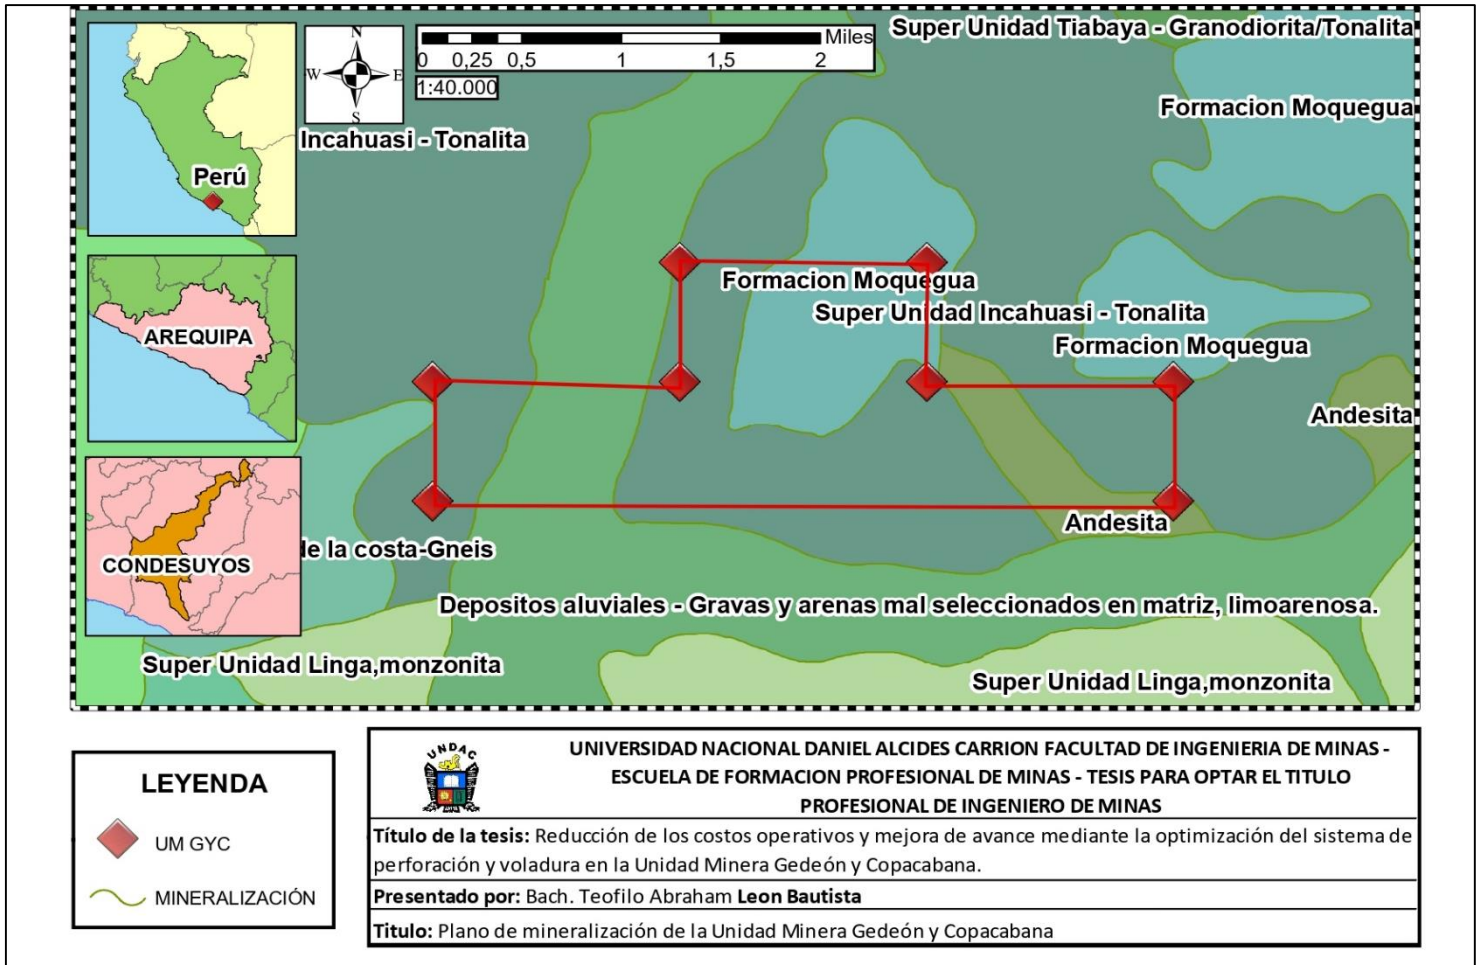 Super Unidad Tiabaya - Granodiorita/Tonalita
N
W
E
S
Miles
0 0,25 0,5 1 1,5 2
1:40.000
Formacion Moquegua
Incahuasi - Tonalita
Perú
Formacion Moquegua
Super Unidad Incahuasi - Tonalita
AREQUIPA
Formacion Moquegua
Andesita
Andesita
de la costa-Gneis
CONDESUYOS
Depositos aluviales - Gravas y arenas mal seleccionados en matriz, limoarenosa.
Super Unidad Linga,monzonita
Super Unidad Linga,monzonita
LEYENDA
UM GYC
MINERALIZACIÓN
UNDAC
UNIVERSIDAD NACIONAL DANIEL ALCIDES CARRION FACULTAD DE INGENIERIA DE MINAS -
ESCUELA DE FORMACION PROFESIONAL DE MINAS - TESIS PARA OPTAR EL TITULO
PROFESIONAL DE INGENIERO DE MINAS
Título de la tesis: Reducción de los costos operativos y mejora de avance mediante la optimización del sistema de
perforación y voladura en la Unidad Minera Gedeón y Copacabana.
Presentado por: Bach. Teofilo Abraham Leon Bautista
Titulo: Plano de mineralización de la Unidad Minera Gedeón y Copacabana